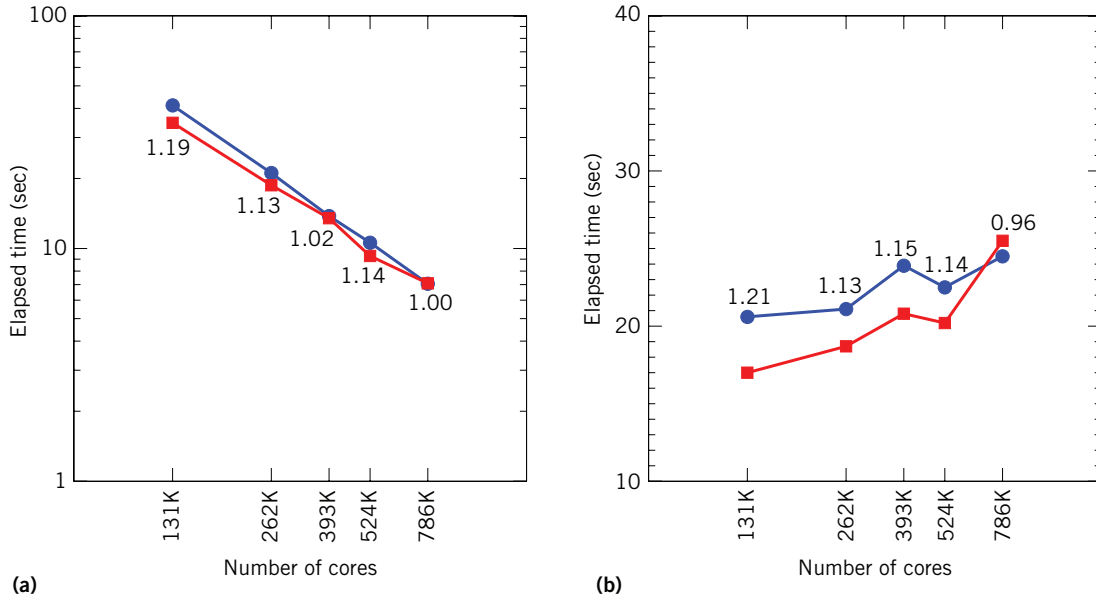 100
10
1
Elapsed time (sec)
1.19
1.13
1.02
1.14
1.00
131K
262K
393K
524K
786K
Number of cores
(a)
40
30
20
10
Elapsed time (sec)
1.21
1.13
1.15
1.14
0.96
131K
262K
393K
524K
786K
Number of cores
(b)